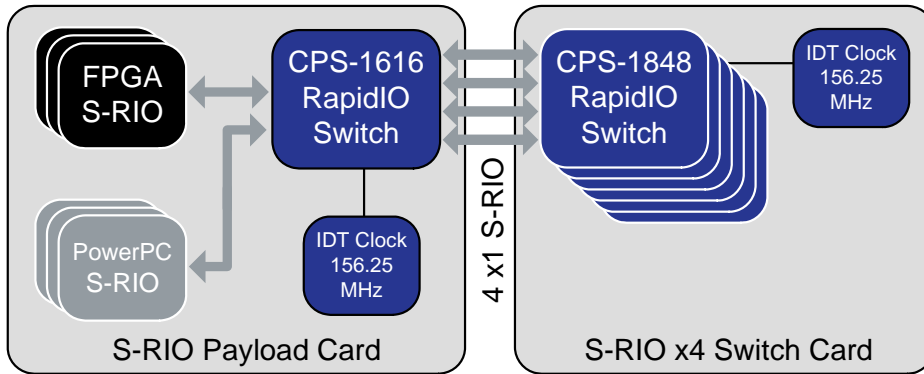 FPGA
S-RIO
CPS-1616
RapidIO
Switch
PowerPC
S-RIO
IDT Clock
156.25
MHz
S-RIO Payload Card
4 x1 S-RIO
CPS-1848
RapidIO
Switch
IDT Clock
156.25
MHz
S-RIO x4 Switch Card